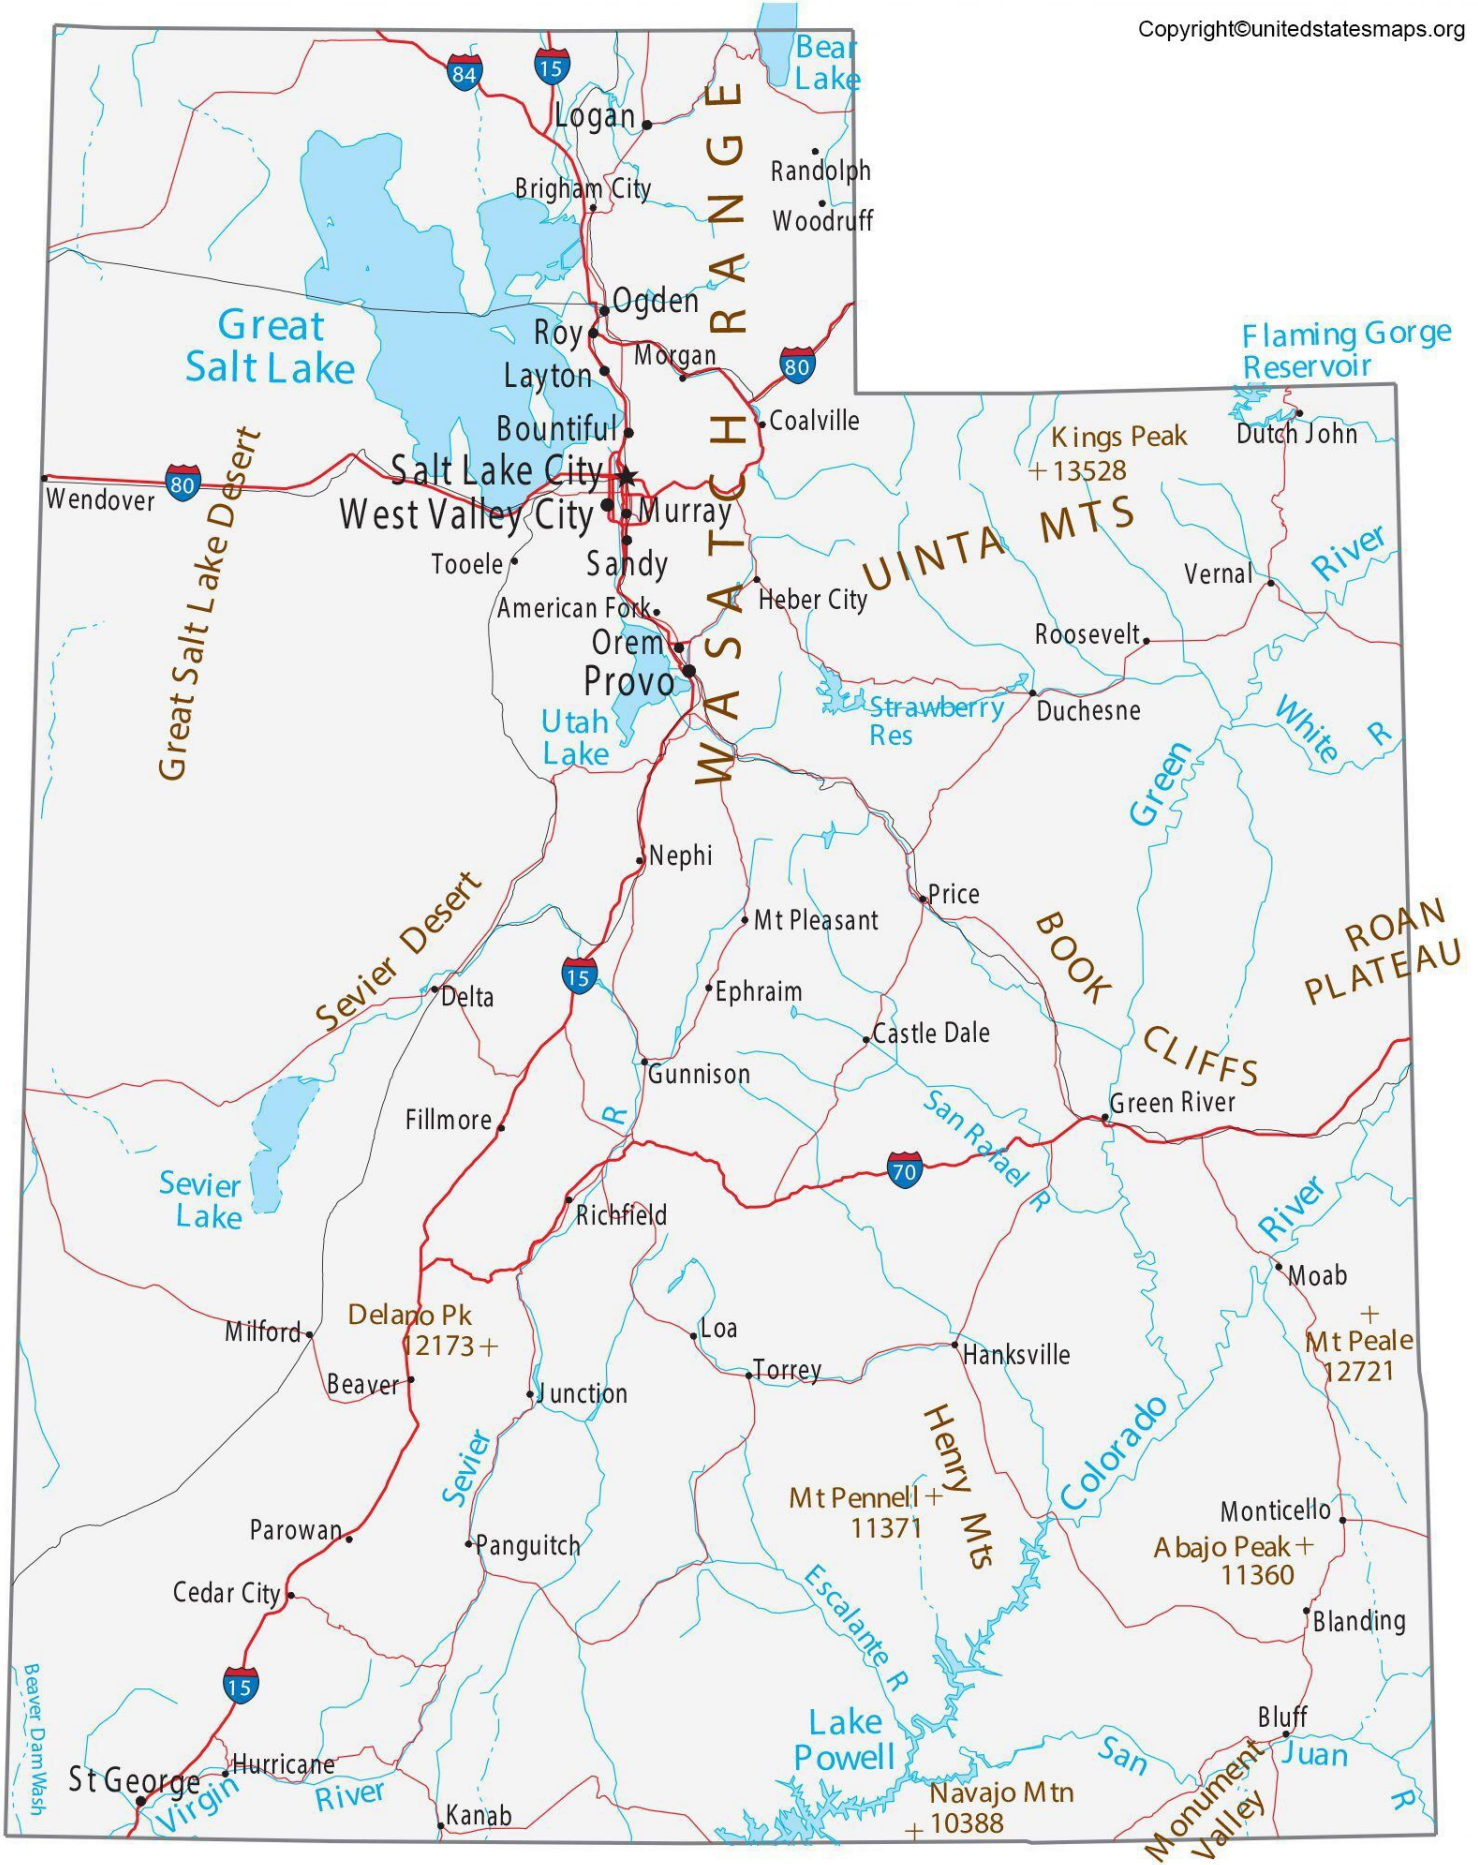 Copyright©unitedstatesmaps.org
Bear
Lake
84
15
Logan
Randolph
Brigham City
Woodruff
WASATCH RANGE
Great
Salt Lake
Ogden
Roy
Morgan
Layton
80
Flaming Gorge
Reservoir
Coalville
Bountiful
Kings Peak
+13528
Dutch John
Salt Lake City
80
Wendover
West Valley City
Murray
Great Salt Lake Desert
UINTA MTS
Tooele
Sandy
Vernal
River
American Fork
Heber City
Orem
Roosevelt
Provo
Utah
Lake
Strawberry
Res
Duchesne
White R
Green
Nephi
Sevier Desert
Price
Mt Pleasant
BOOK
CLIFFS
ROAN
PLATEAU
15
Delta
Ephraim
Castle Dale
Gunnison
Fillmore
R
San Rafael R
Green River
70
Sevier
Lake
Richfield
River
Moab
Delano Pk
12173+
Milford
Loa
+
Mt Peale
12721
Beaver
Junction
Torrey
Hanksville
Sevier
Henry Mts
Colorado
Mt Pennell+
11371
Monticello
Parowan
Panguitch
Abajo Peak+
11360
Cedar City
Escalante R
Blanding
15
Beaver Dam Wash
Lake
Powell
Bluff
San
Juan
R
Hurricane
St George
Virgin
River
Kanab
Navajo Mtn
+10388
Monument
Valley